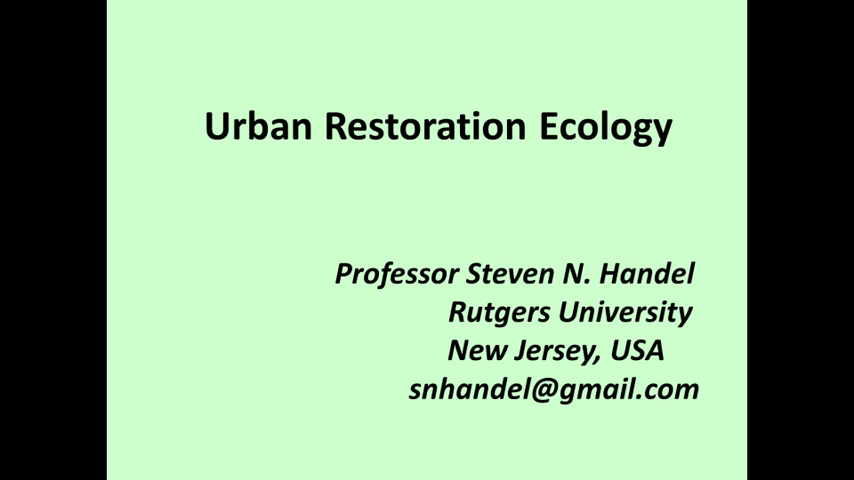 Urban Restoration Ecology
Professor Steven N. Handel
Rutgers University
New Jersey, USA
snhandel@gmail.com